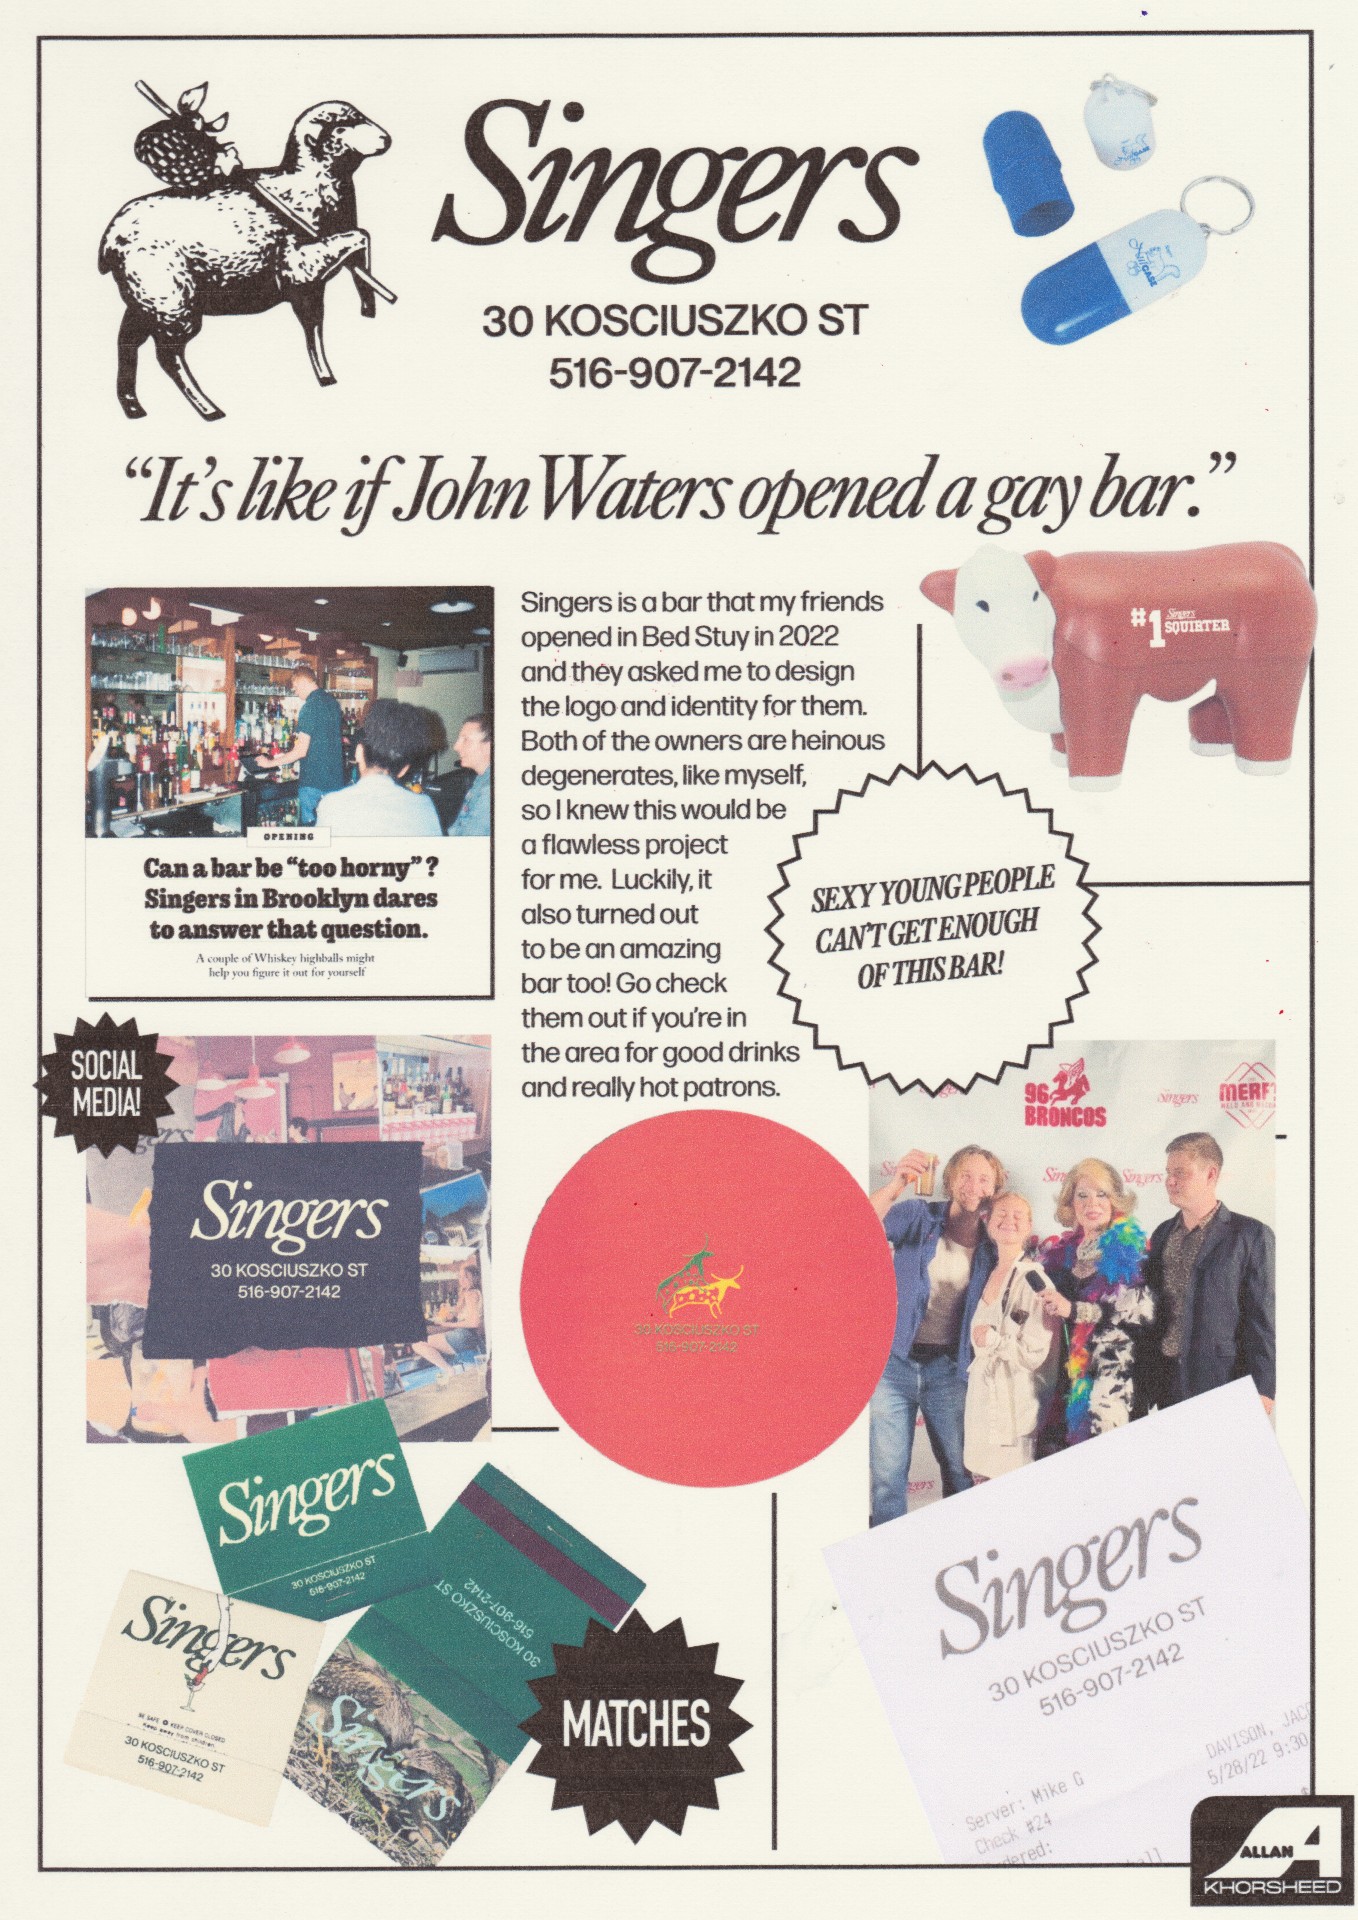 Singers
30 KOSCIUSZKO ST
516-907-2142
“It’s like if John Waters opened a gay bar.”
OPENING
Can a bar be “too horny” ?
Singers in Brooklyn dares
to answer that question.
A couple of Whiskey highballs might
help you figure it out for yourself
Singers is a bar that my friends
opened in Bed Stuy in 2022
and they asked me to design
the logo and identity for them.
Both of the owners are heinous
degenerates, like myself,
so I knew this would be
a flawless project
for me. Luckily, it
also turned out
to be an amazing
bar too! Go check
them out if you’re in
the area for good drinks
and really hot patrons.
#1 Singers
SQUIRTER
SEXY YOUNG PEOPLE
CAN’T GET ENOUGH
OF THIS BAR!
SOCIAL
MEDIA!
Singers
30 KOSCIUSZKO ST
516-907-2142
30 KOSCIUSZKO ST
516-907-2142
96
BRONCOS
Singers
MERF
Singers
Singers
Singers
30 KOSCIUSZKO ST
516-907-2142
30 KOSCIUSZKO ST
516-907-2142
Singers
BE SAFE KEEP COVER CLOSED
Keep away from children
30 KOSCIUSZKO ST
516-907-2142
Singers
MATCHES
Singers
30 KOSCIUSZKO ST
516-907-2142
DAVISON, JAC
5/28/22 9:30
Server: Mike G
Check #24
dered:
ALLAN
KHORSHEED